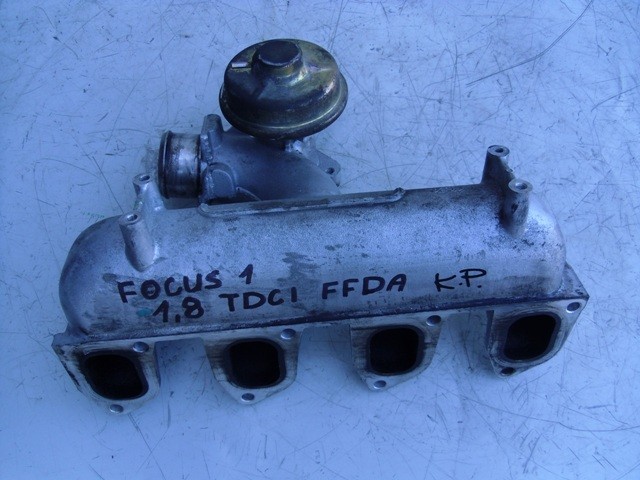 FOCUS 1
1,8 TDCI FFDA K.P.